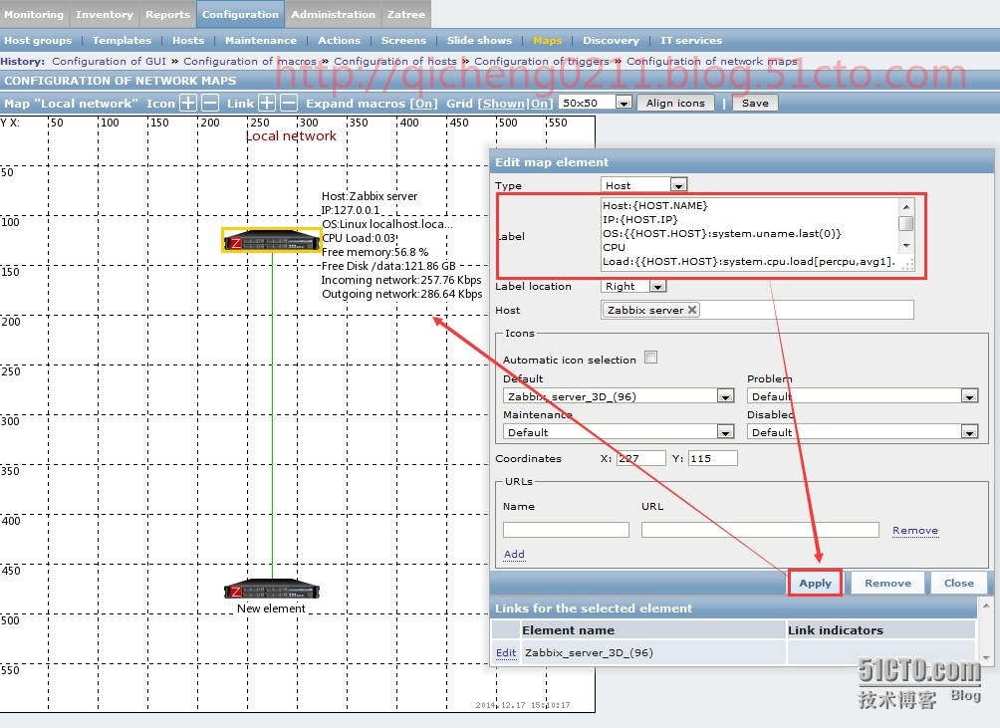 Monitoring Inventory Reports Configuration Administration Zatree
Host groups | Templates | Hosts | Maintenance | Actions | Screens | Slide shows | Maps | Discovery | IT services
History: Configuration of GUI » Configuration of macros » Configuration of hosts » Configuration of triggers » Configuration of network maps
http://qicheng0211.blog.51cto.com
CONFIGURATION OF NETWORK MAPS
Map "Local network" Icon + − Link + − Expand macros [On] Grid [Shown|On] 50x50 Align icons | Save
Y X: 50 100 150 200 250 300 350 400 450 500 550
Local network
50
100
150
200
250
300
350
400
450
500
550
Host:Zabbix server
IP:127.0.0.1
OS:Linux localhost.loca...
CPU Load:0.03
Free memory:56.8 %
Free Disk /data:121.86 GB
Incoming network:257.76 Kbps
Outgoing network:286.64 Kbps
New element
2014.12.17 15:10:17
Edit map element
Type Host
Label
Host:{HOST.NAME}
IP:{HOST.IP}
OS:{{HOST.HOST}:system.uname.last(0)}
CPU
Load:{{HOST.HOST}:system.cpu.load[percpu,avg1].
Label location Right
Host Zabbix server
Icons
Automatic icon selection
Default Problem
Zabbix_server_3D_(96) Default
Maintenance Disabled
Default Default
Coordinates X: 227 Y: 115
URLs
Name URL
Remove
Add
Apply Remove Close
Links for the selected element
Element name Link indicators
Edit Zabbix_server_3D_(96)
51CTO.com
技术博客 Blog